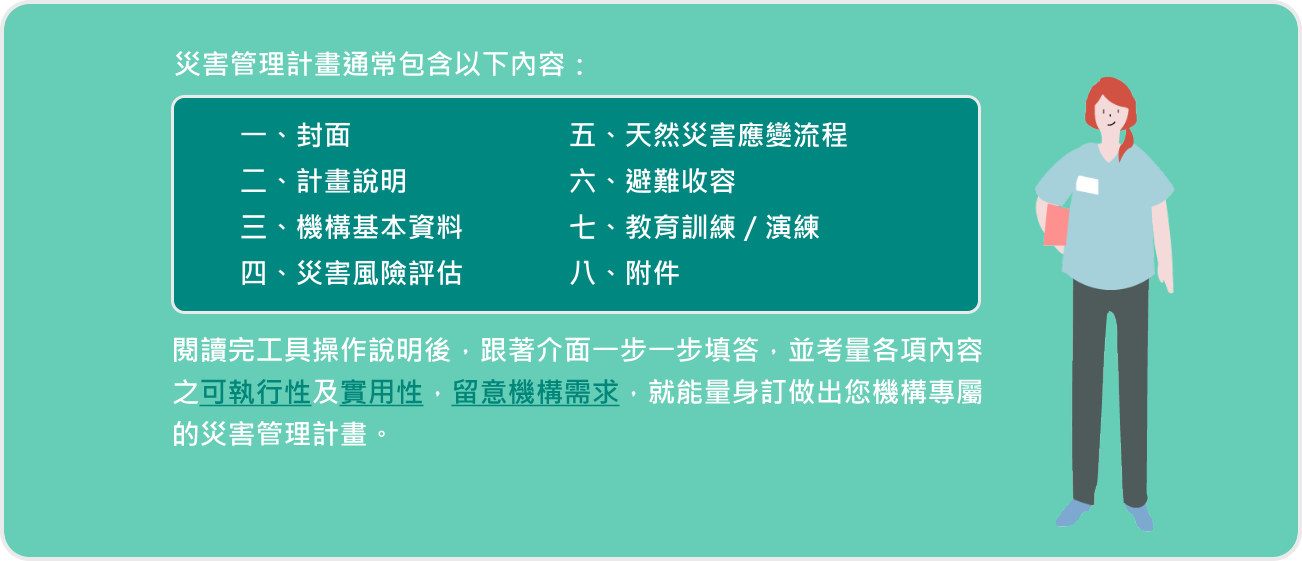 災害管理計畫通常包含以下內容：
一、封面
二、計畫說明
三、機構基本資料
四、災害風險評估
五、天然災害應變流程
六、避難收容
七、教育訓練 / 演練
八、附件
閱讀完工具操作說明後，跟著介面一步一步填答，並考量各項內容
之可執行性及實用性，留意機構需求，就能量身訂做出您機構專屬
的災害管理計畫。